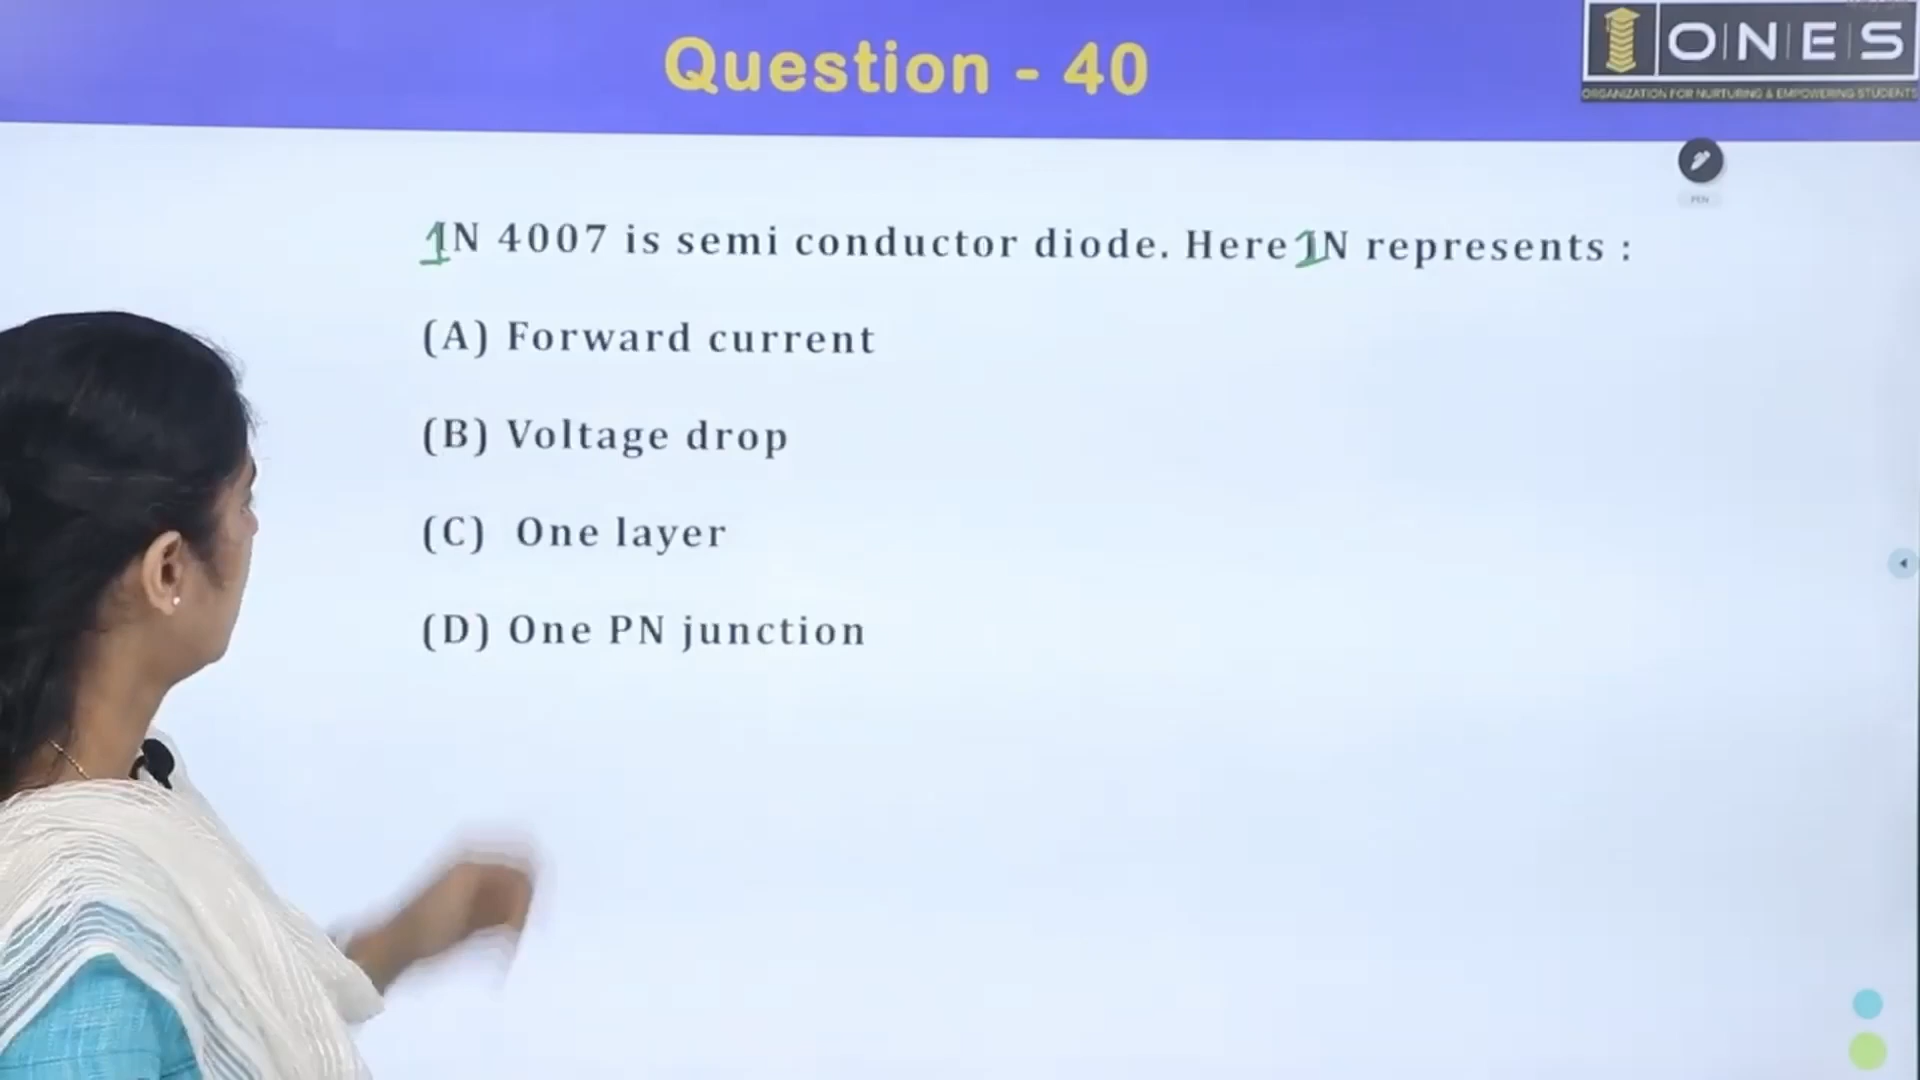 Question - 40
ONES
ORGANIZATION FOR NURTURING & EMPOWERING STUDENTS
PEN
1N 4007 is semi conductor diode. Here 1N represents :
(A) Forward current
(B) Voltage drop
(C) One layer
(D) One PN junction